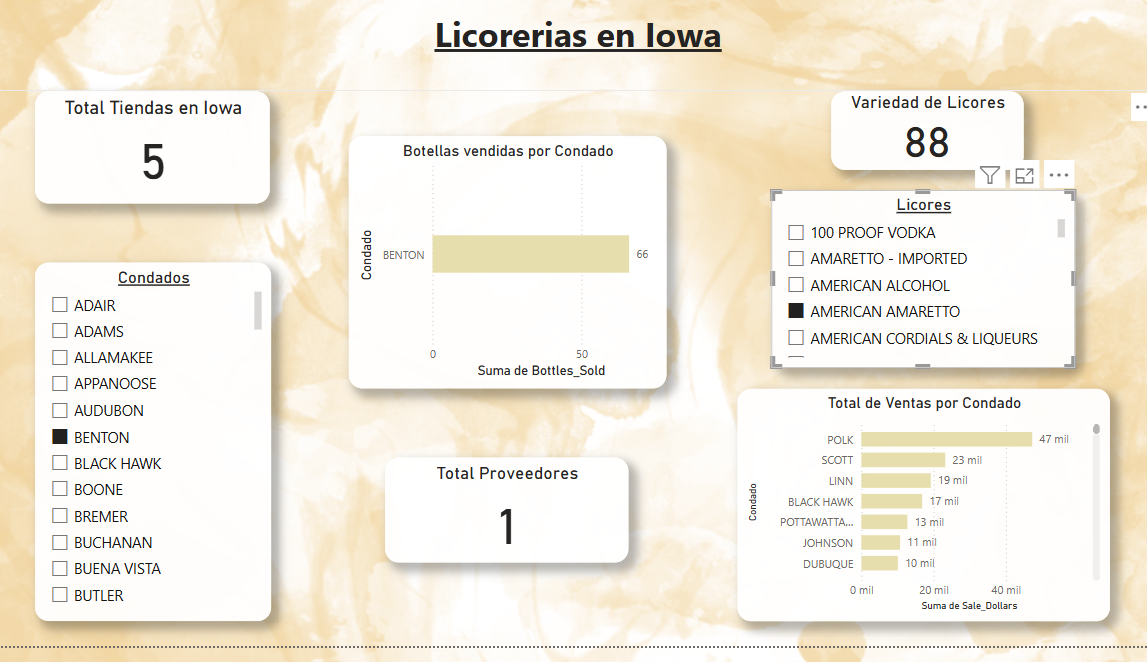 Licorerias en Iowa
Total Tiendas en Iowa
5
Condados
ADAIR
ADAMS
ALLAMAKEE
APPANOOSE
AUDUBON
BENTON
BLACK HAWK
BOONE
BREMER
BUCHANAN
BUENA VISTA
BUTLER
Botellas vendidas por Condado
Condado
BENTON
66
0 50
Suma de Bottles_Sold
Total Proveedores
1
Variedad de Licores
88
Licores
100 PROOF VODKA
AMARETTO - IMPORTED
AMERICAN ALCOHOL
AMERICAN AMARETTO
AMERICAN CORDIALS & LIQUEURS
Total de Ventas por Condado
Condado
POLK 47 mil
SCOTT 23 mil
LINN 19 mil
BLACK HAWK 17 mil
POTTAWATTA... 13 mil
JOHNSON 11 mil
DUBUQUE 10 mil
0 mil 20 mil 40 mil
Suma de Sale_Dollars